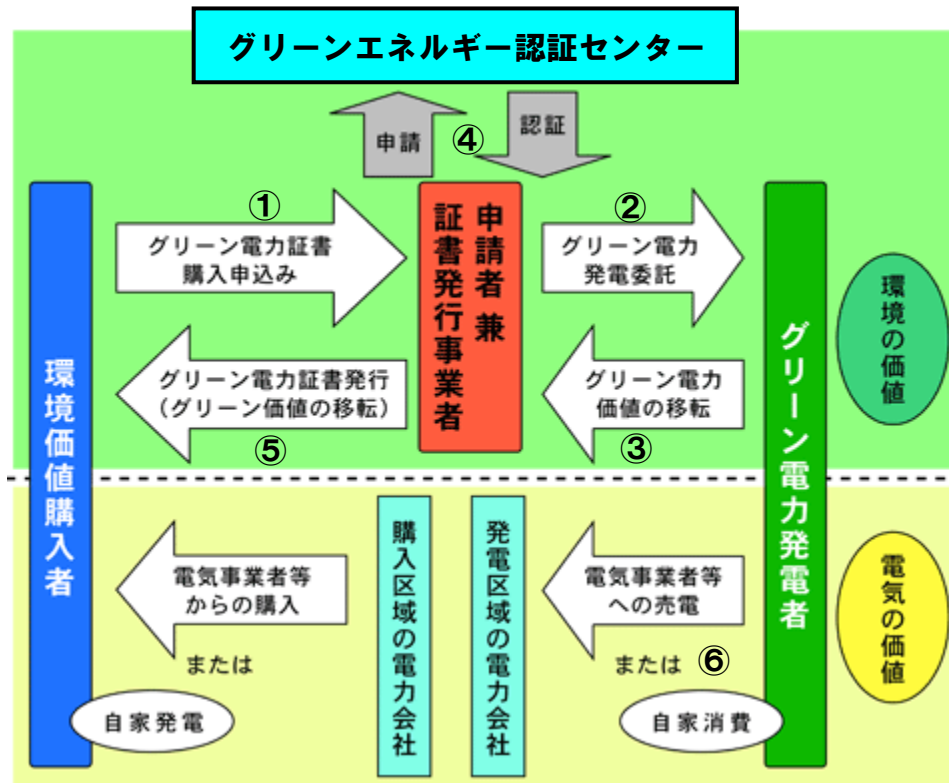 グリーンエネルギー認証センター
申請
④
認証
①
グリーン電力証書
購入申込み
申請者 兼
証書発行事業者
②
グリーン電力
発電委託
環境の価値
グリーン電力証書発行
（グリーン価値の移転）
⑤
グリーン電力
価値の移転
③
環境価値購入者
グリーン電力発電者
電気事業者等
からの購入
または
自家発電
購入区域の電力会社
発電区域の電力会社
電気事業者等
への売電
または
⑥
自家消費
電気の価値